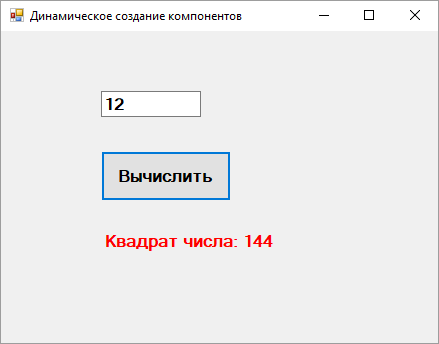 Динамическое создание компонентов
12
Вычислить
Квадрат числа: 144